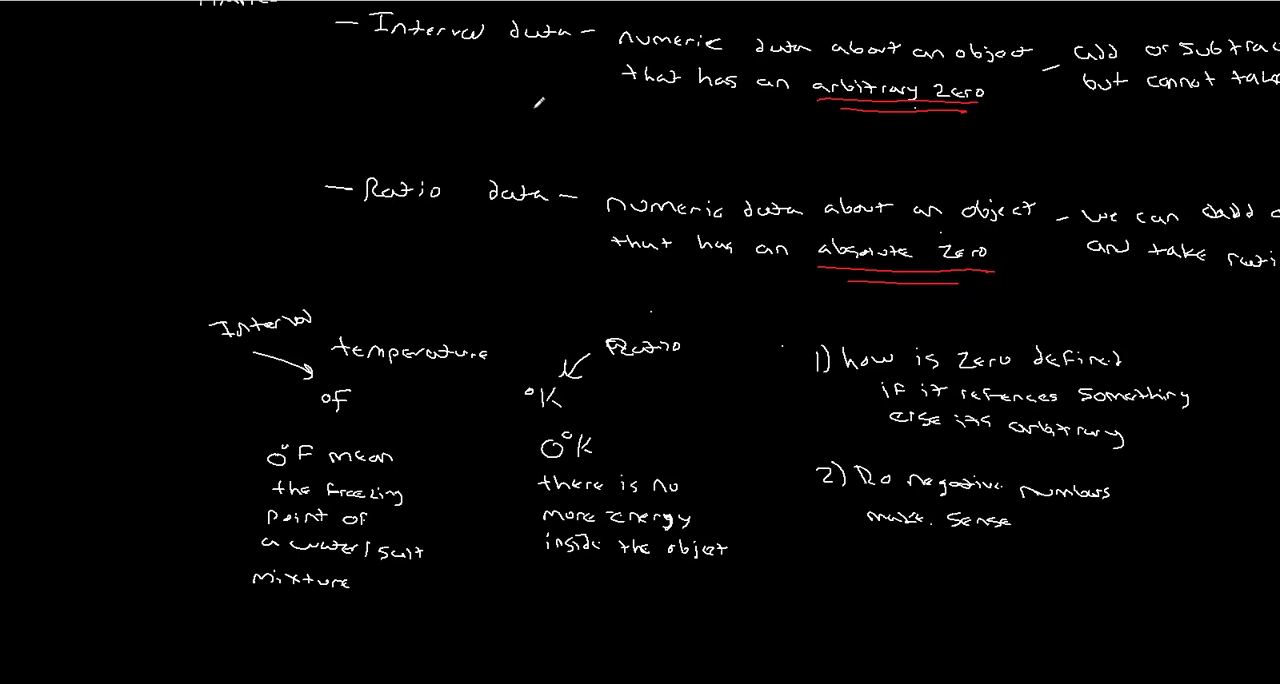 — Interval data — numeric data about an object — add or subtrac
that has an arbitrary zero but cannot take
— Ratio data — numeric data about an object — we can add
that has an absolute zero and take rati
Interval
temperature
Ratio
°F
°K
1) how is zero defined
if it refences something
else its arbitrary
0°F mean
the freezing
point of
a water/salt
mixture
0°K
there is no
more energy
inside the object
2) Do negative numbers
make sense